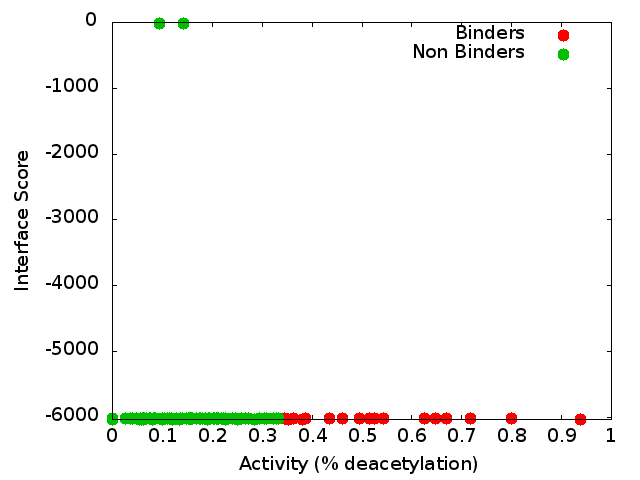 0
-1000
-2000
-3000
-4000
-5000
-6000
Interface Score
Binders
Non Binders
0 0.1 0.2 0.3 0.4 0.5 0.6 0.7 0.8 0.9 1
Activity (% deacetylation)